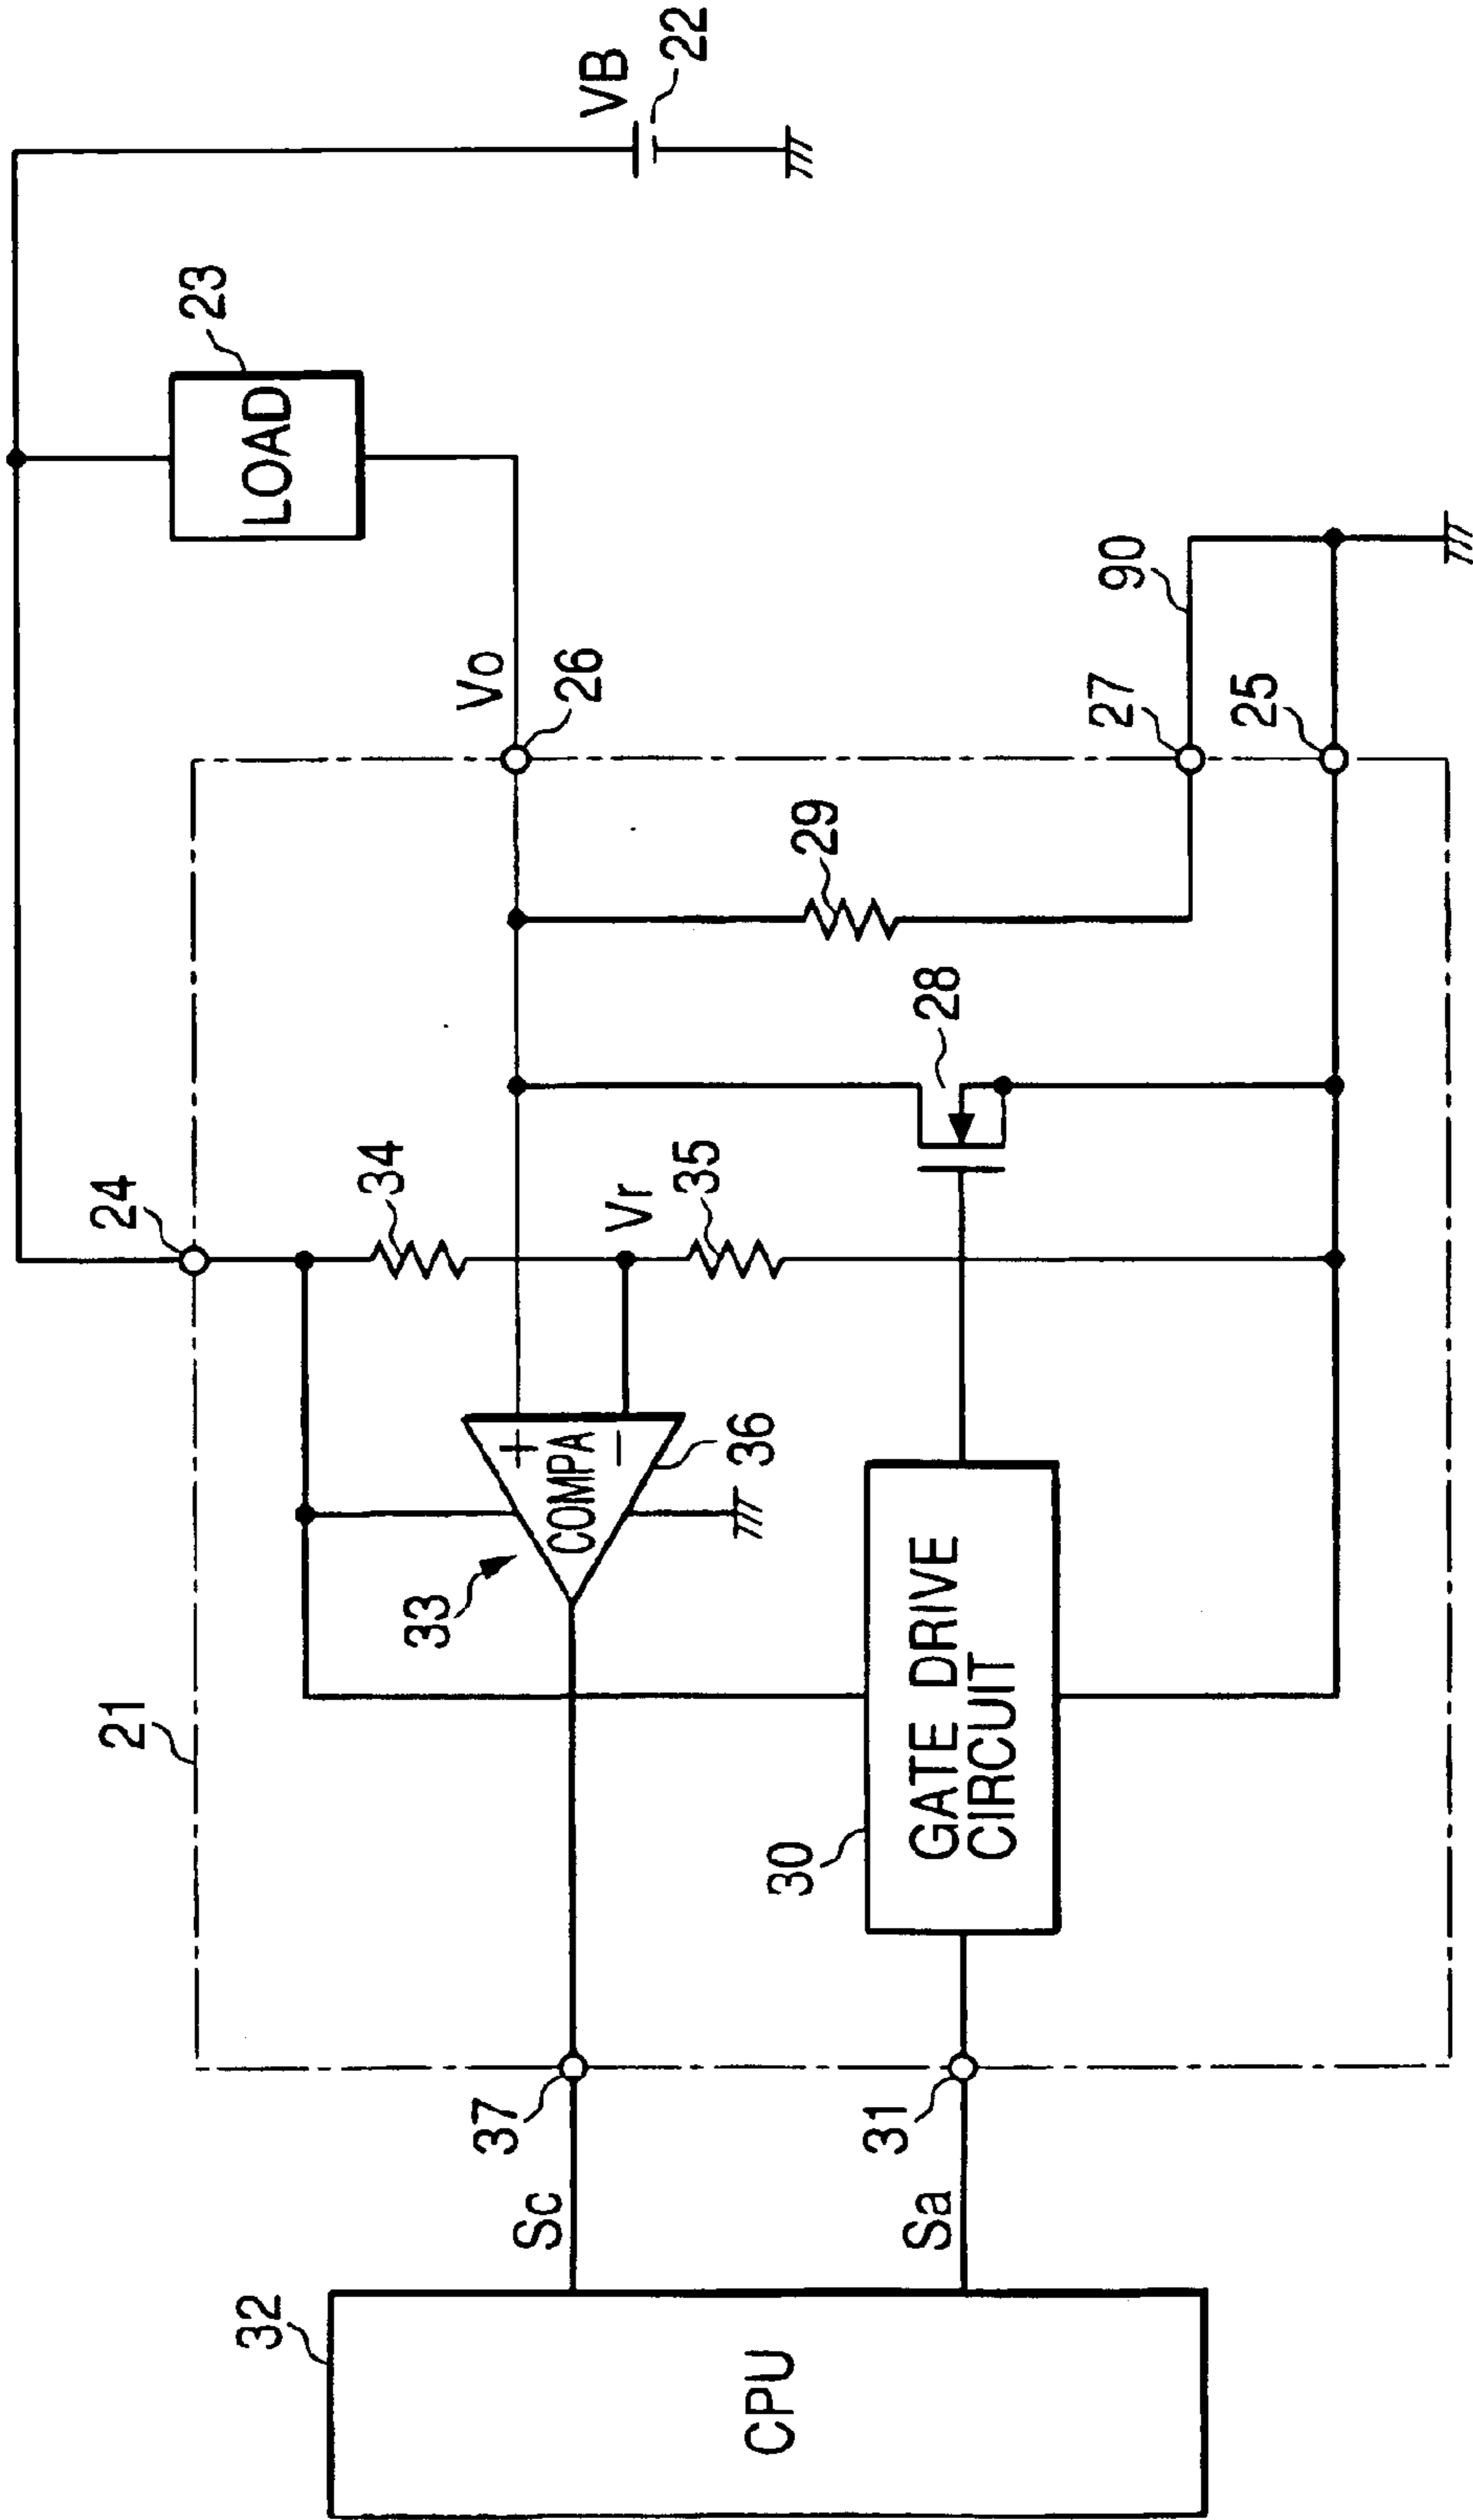 21
24
34
33
COMPA
+
−
36
Vr
35
Vo
26
LOAD
23
VB
22
32
CPU
Sc
37
Sa
31
30
GATE DRIVE
CIRCUIT
28
29
27
90
25